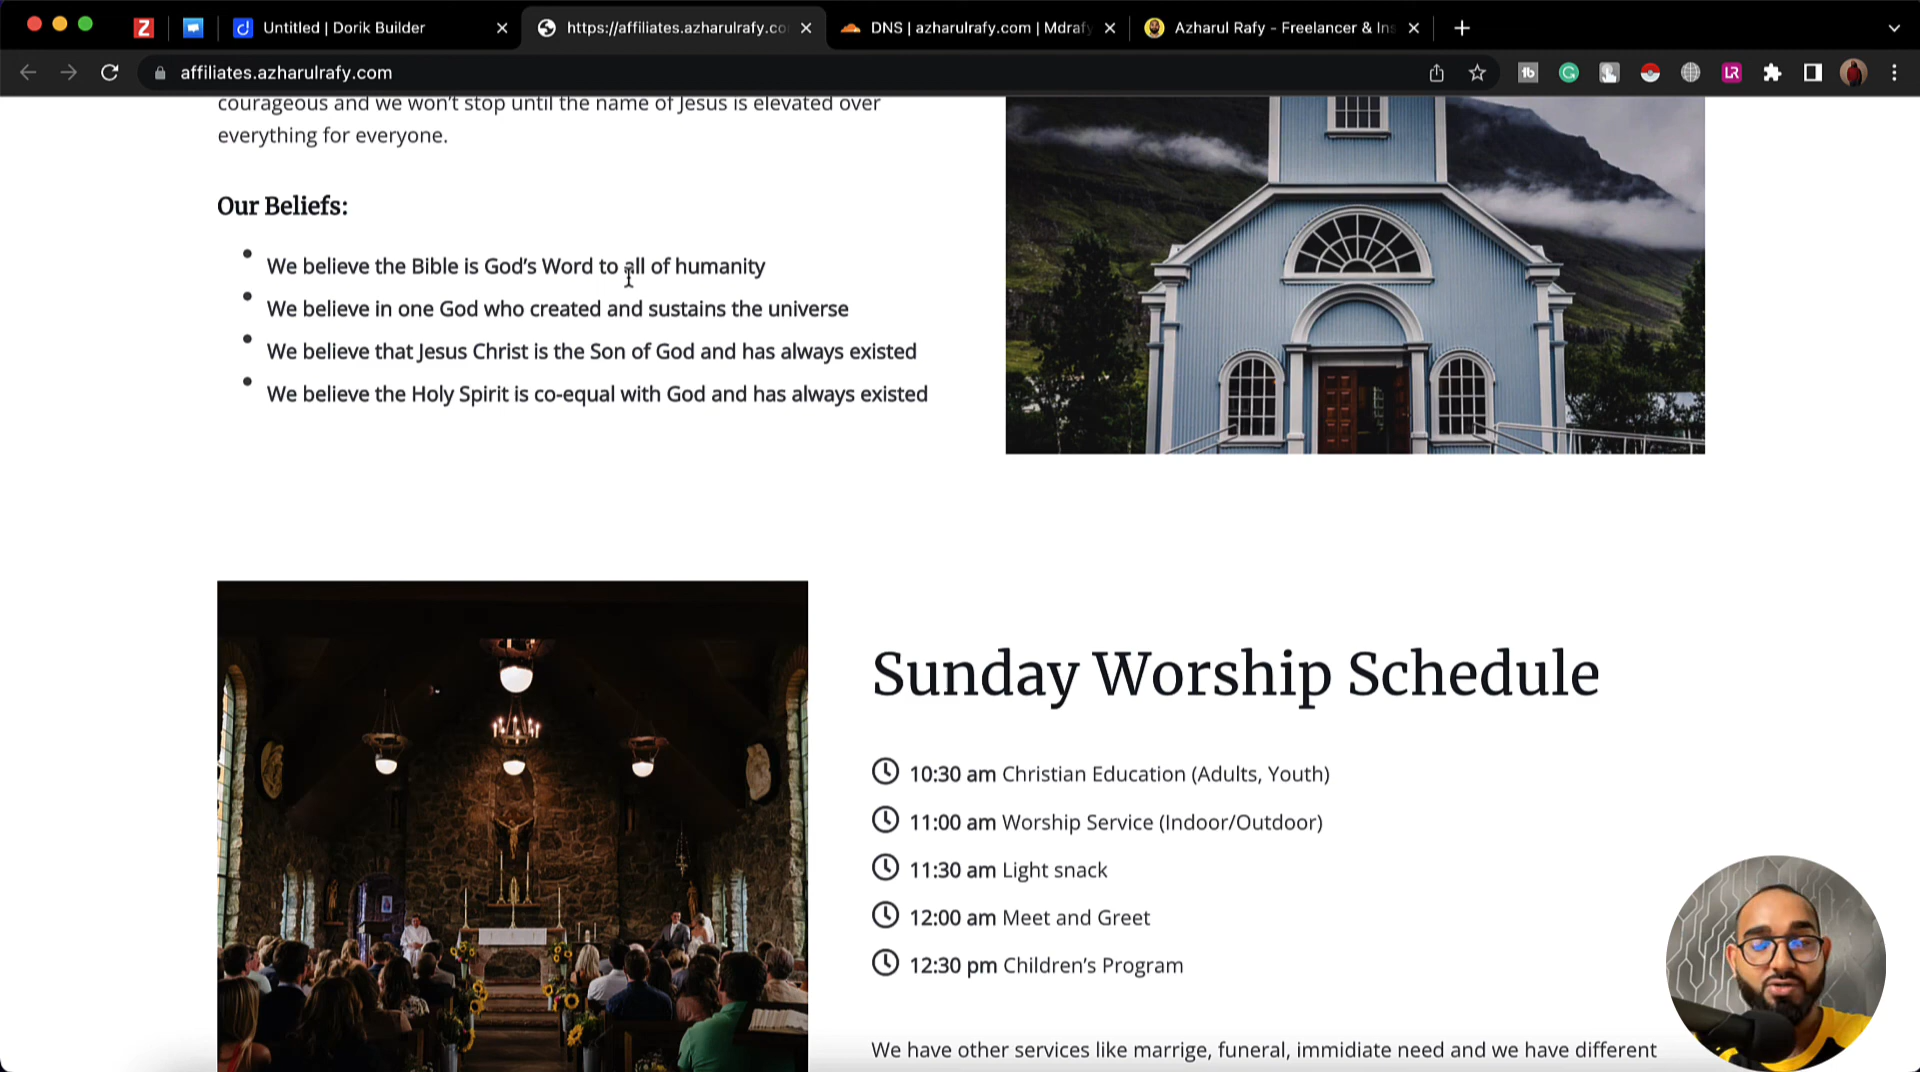 Untitled | Dorik Builder
https://affiliates.azharulrafy.co
DNS | azharulrafy.com | Mdrafy
Azharul Rafy - Freelancer & Ins
affiliates.azharulrafy.com
courageous and we won't stop until the name of Jesus is elevated over
everything for everyone.
Our Beliefs:
We believe the Bible is God's Word to all of humanity
We believe in one God who created and sustains the universe
We believe that Jesus Christ is the Son of God and has always existed
We believe the Holy Spirit is co-equal with God and has always existed
Sunday Worship Schedule
10:30 am Christian Education (Adults, Youth)
11:00 am Worship Service (Indoor/Outdoor)
11:30 am Light snack
12:00 am Meet and Greet
12:30 pm Children's Program
We have other services like marrige, funeral, immidiate need and we have different